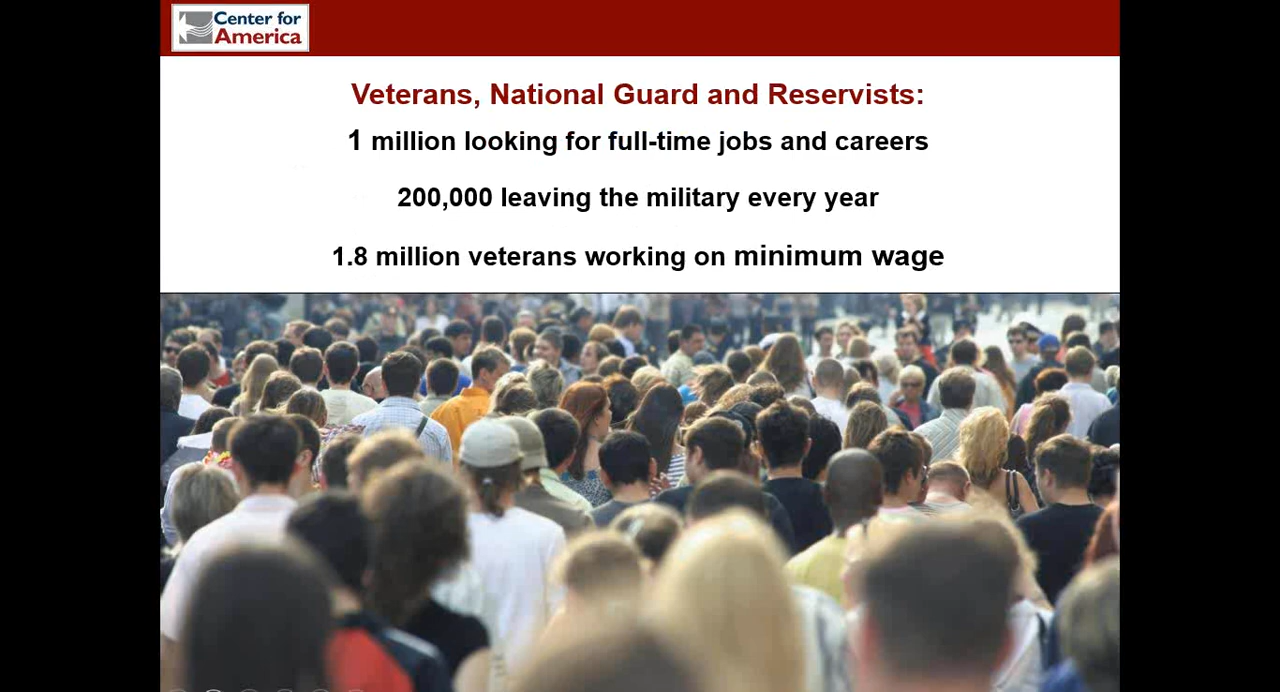 Center for
America
Veterans, National Guard and Reservists:
1 million looking for full-time jobs and careers
200,000 leaving the military every year
1.8 million veterans working on minimum wage